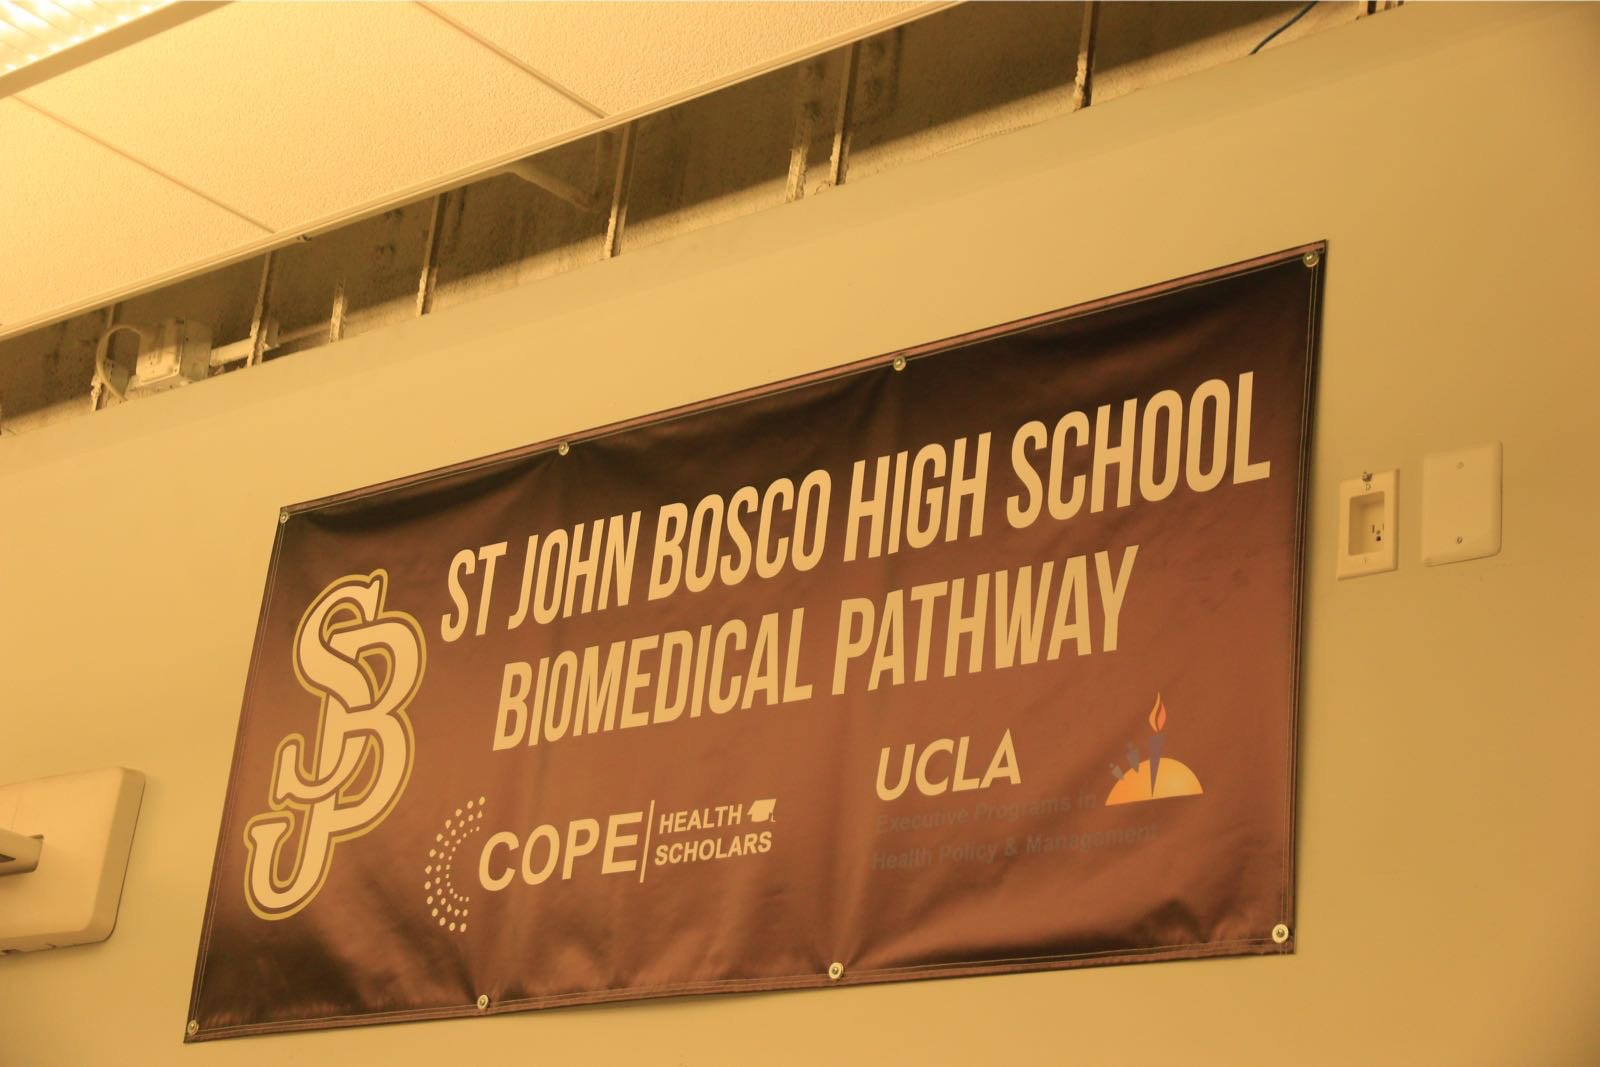 ST JOHN BOSCO HIGH SCHOOL
BIOMEDICAL PATHWAY
SJB
COPE
HEALTH
SCHOLARS
UCLA
Executive Programs in
Health Policy & Management